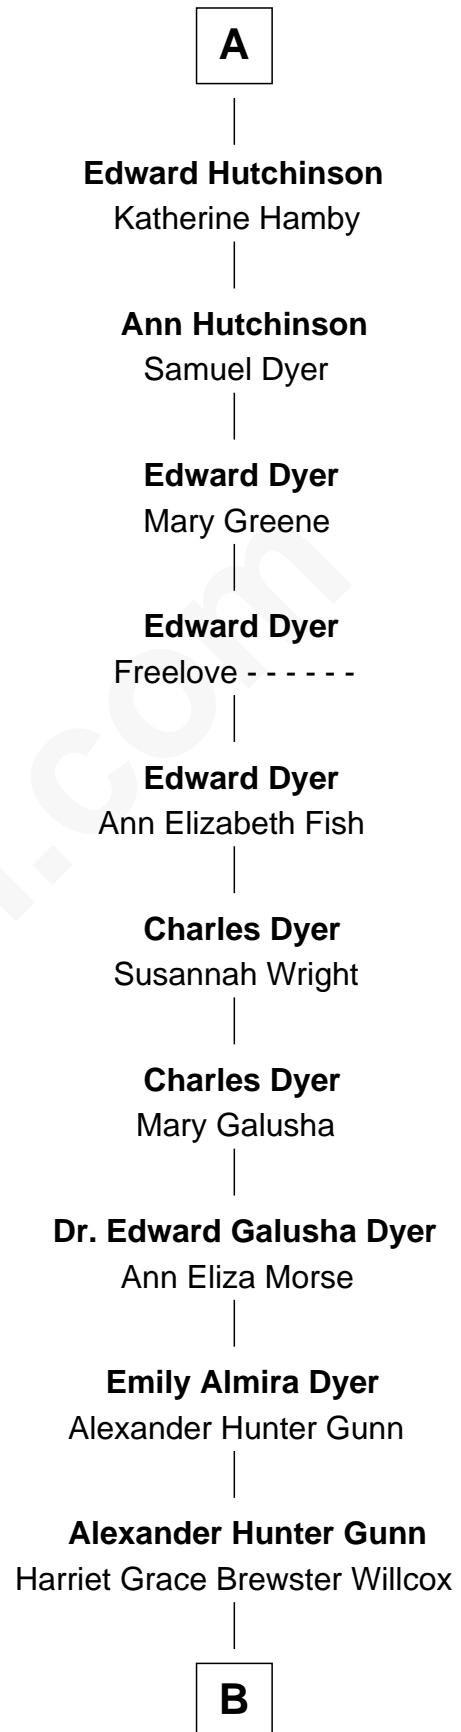 A
Edward Hutchinson
Katherine Hamby
Ann Hutchinson
Samuel Dyer
Edward Dyer
Mary Greene
Edward Dyer
Freelove - - - - - -
Edward Dyer
Ann Elizabeth Fish
Charles Dyer
Susannah Wright
Charles Dyer
Mary Galusha
Dr. Edward Galusha Dyer
Ann Eliza Morse
Emily Almira Dyer
Alexander Hunter Gunn
Alexander Hunter Gunn
Harriet Grace Brewster Willcox
B